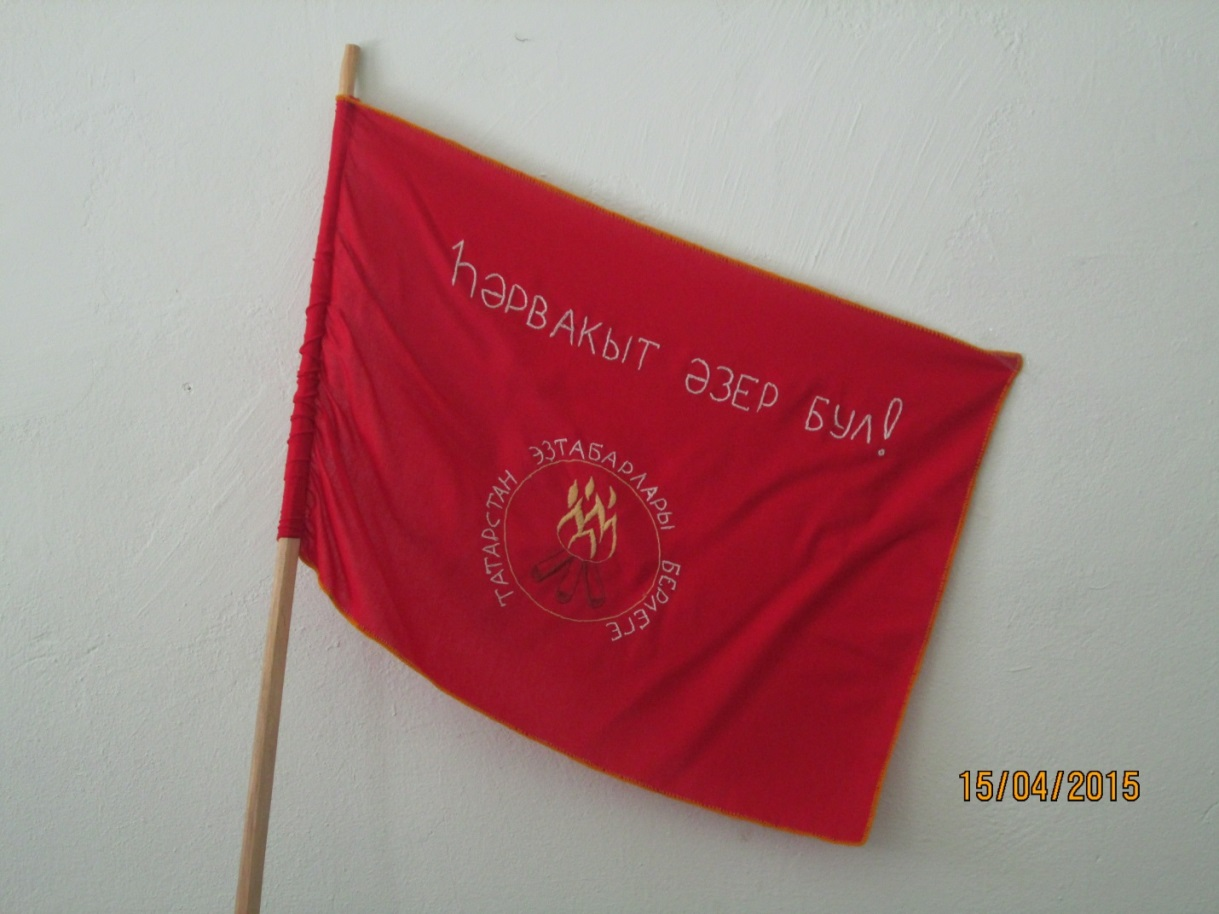 ҺӘРВАКЫТ ӘЗЕР БУЛ!
ТАТАРСТАН ЭЗТАБАРЛАРЫ БЕРЛЕГЕ
15/04/2015